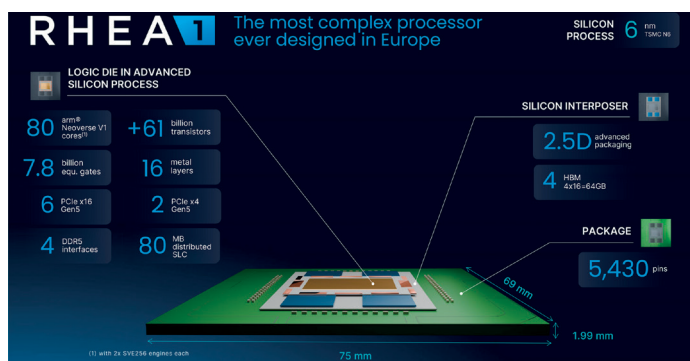 RHEA1
The most complex processor
ever designed in Europe
SILICON
PROCESS
6 nm
TSMC N6
LOGIC DIE IN ADVANCED
SILICON PROCESS
80 arm®
Neoverse V1
cores(1)
+61 billion
transistors
7.8 billion
equ. gates
16 metal
layers
6 PCIe x16
Gen5
2 PCIe x4
Gen5
4 DDR5
interfaces
80 MB
distributed
SLC
SILICON INTERPOSER
2.5D advanced
packaging
4 HBM
4x16=64GB
PACKAGE
5,430 pins
69 mm
1.99 mm
75 mm
(1) with 2x SVE256 engines each